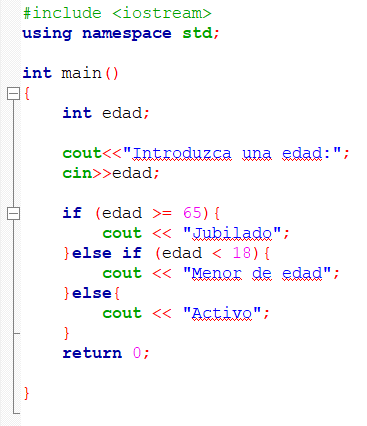 #include <iostream>
using namespace std;
int main()
{
int edad;
cout<<"Introduzca una edad:";
cin>>edad;
if (edad >= 65){
cout << "Jubilado";
}else if (edad < 18){
cout << "Menor de edad";
}else{
cout << "Activo";
}
return 0;
}